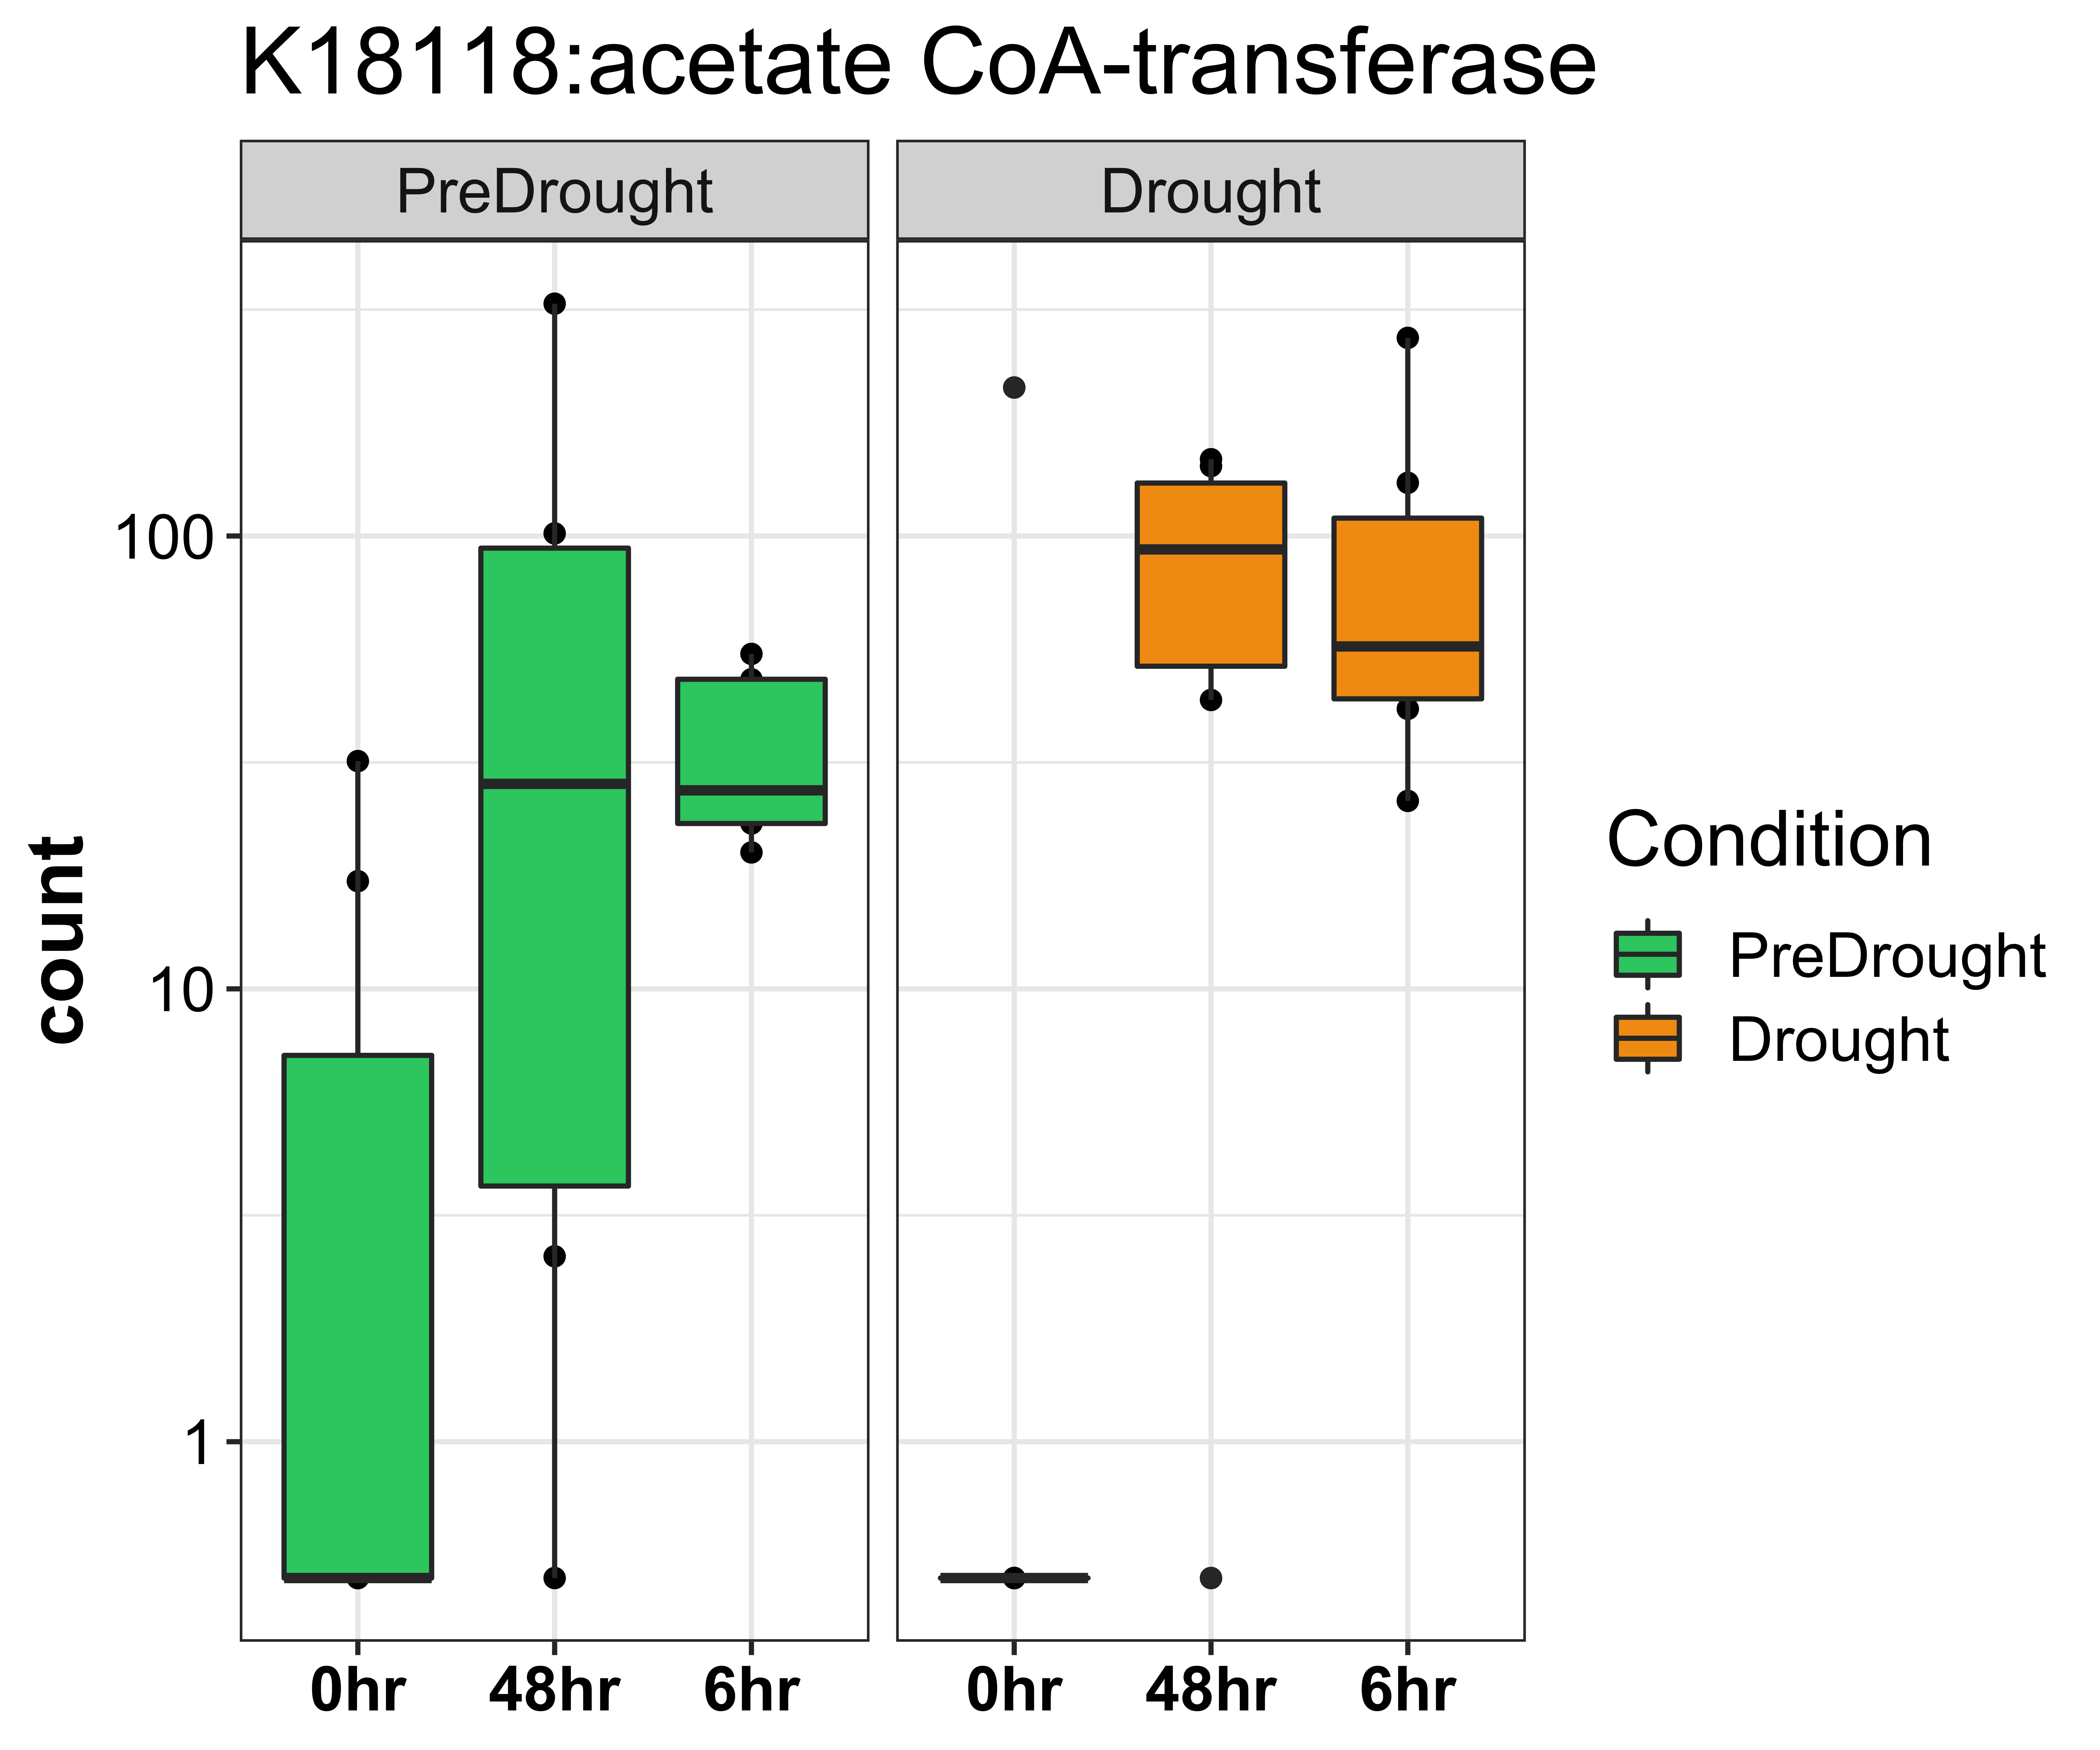 K18118:acetate CoA-transferase
PreDrought
Drought
100
10
1
count
0hr
48hr
6hr
0hr
48hr
6hr
Condition
PreDrought
Drought